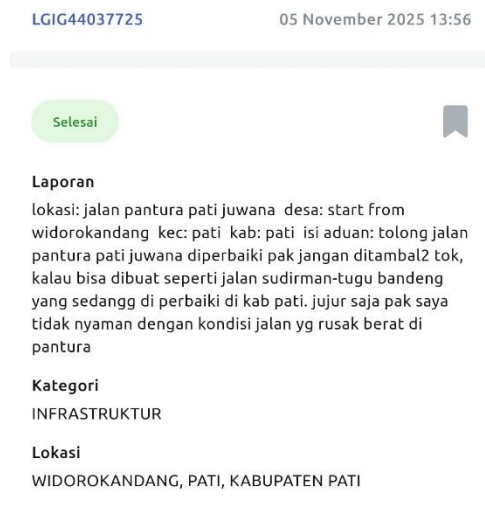 LGIG44037725 05 November 2025 13:56
Selesai
Laporan
lokasi: jalan pantura pati juwana desa: start from
widorokandang kec: pati kab: pati isi aduan: tolong jalan
pantura pati juwana diperbaiki pak jangan ditambal2 tok,
kalau bisa dibuat seperti jalan sudirman-tugu bandeng
yang sedangg di perbaiki di kab pati. jujur saja pak saya
tidak nyaman dengan kondisi jalan yg rusak berat di
pantura
Kategori
INFRASTRUKTUR
Lokasi
WIDOROKANDANG, PATI, KABUPATEN PATI